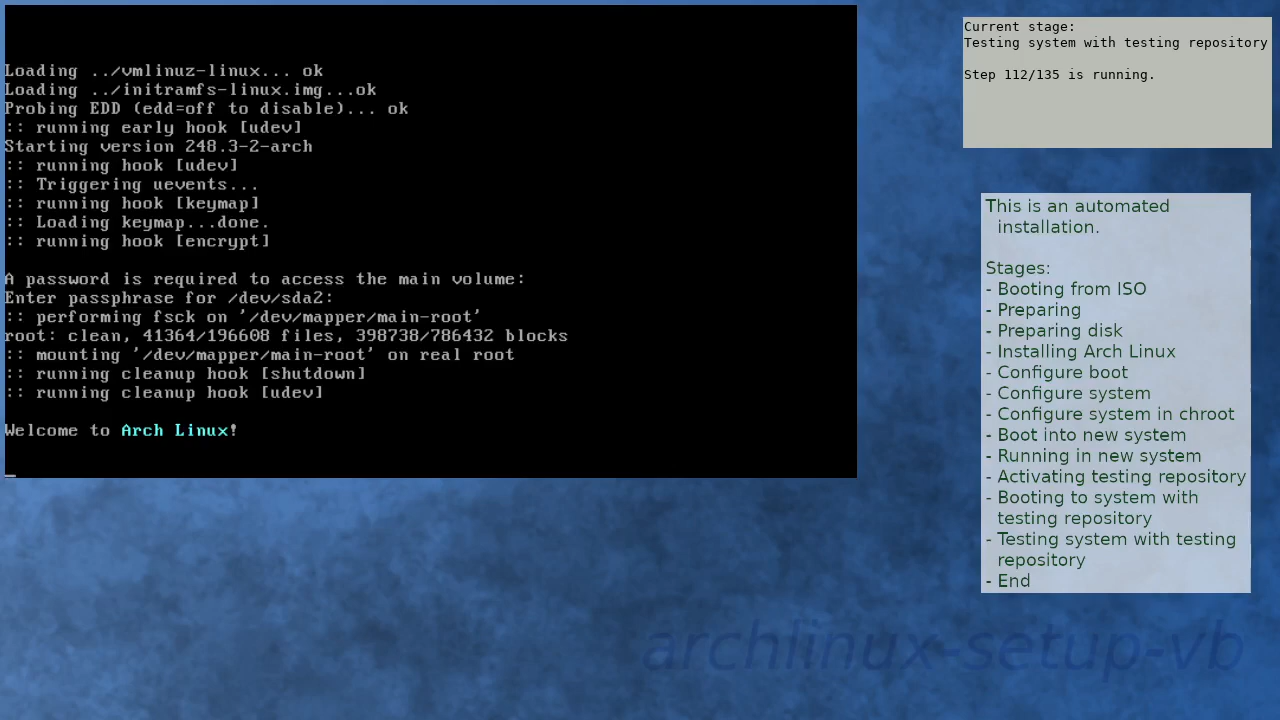 Loading ../vmlinuz-linux... ok
Loading ../initramfs-linux.img...ok
Probing EDD (edd=off to disable)... ok
:: running early hook [udev]
Starting version 248.3-2-arch
:: running hook [udev]
:: Triggering uevents...
:: running hook [keymap]
:: Loading keymap...done.
:: running hook [encrypt]

A password is required to access the main volume:
Enter passphrase for /dev/sda2:
:: performing fsck on '/dev/mapper/main-root'
root: clean, 41364/196608 files, 398738/786432 blocks
:: mounting '/dev/mapper/main-root' on real root
:: running cleanup hook [shutdown]
:: running cleanup hook [udev]

Welcome to Arch Linux!

Current stage:
Testing system with testing repository

Step 112/135 is running.

This is an automated
installation.

Stages:
- Booting from ISO
- Preparing
- Preparing disk
- Installing Arch Linux
- Configure boot
- Configure system
- Configure system in chroot
- Boot into new system
- Running in new system
- Activating testing repository
- Booting to system with
testing repository
- Testing system with testing
repository
- End

archlinux-setup-vb